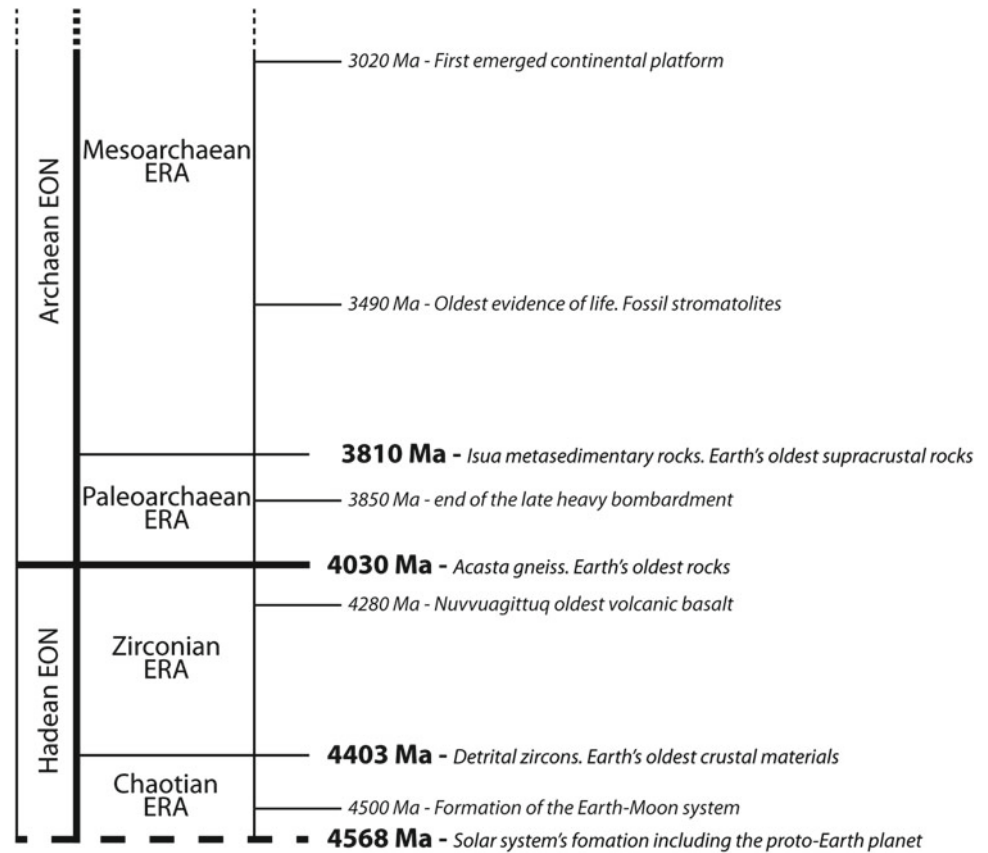 3020 Ma - First emerged continental platform
Mesoarchaean
ERA
Archaean EON
3490 Ma - Oldest evidence of life. Fossil stromatolites
3810 Ma - Isua metasedimentary rocks. Earth's oldest supracrustal rocks
Paleoarchaean
ERA
3850 Ma - end of the late heavy bombardment
4030 Ma - Acasta gneiss. Earth's oldest rocks
4280 Ma - Nuvvuagittuq oldest volcanic basalt
Zirconian
ERA
Hadean EON
4403 Ma - Detrital zircons. Earth's oldest crustal materials
Chaotian
ERA
4500 Ma - Formation of the Earth-Moon system
4568 Ma - Solar system's fomation including the proto-Earth planet